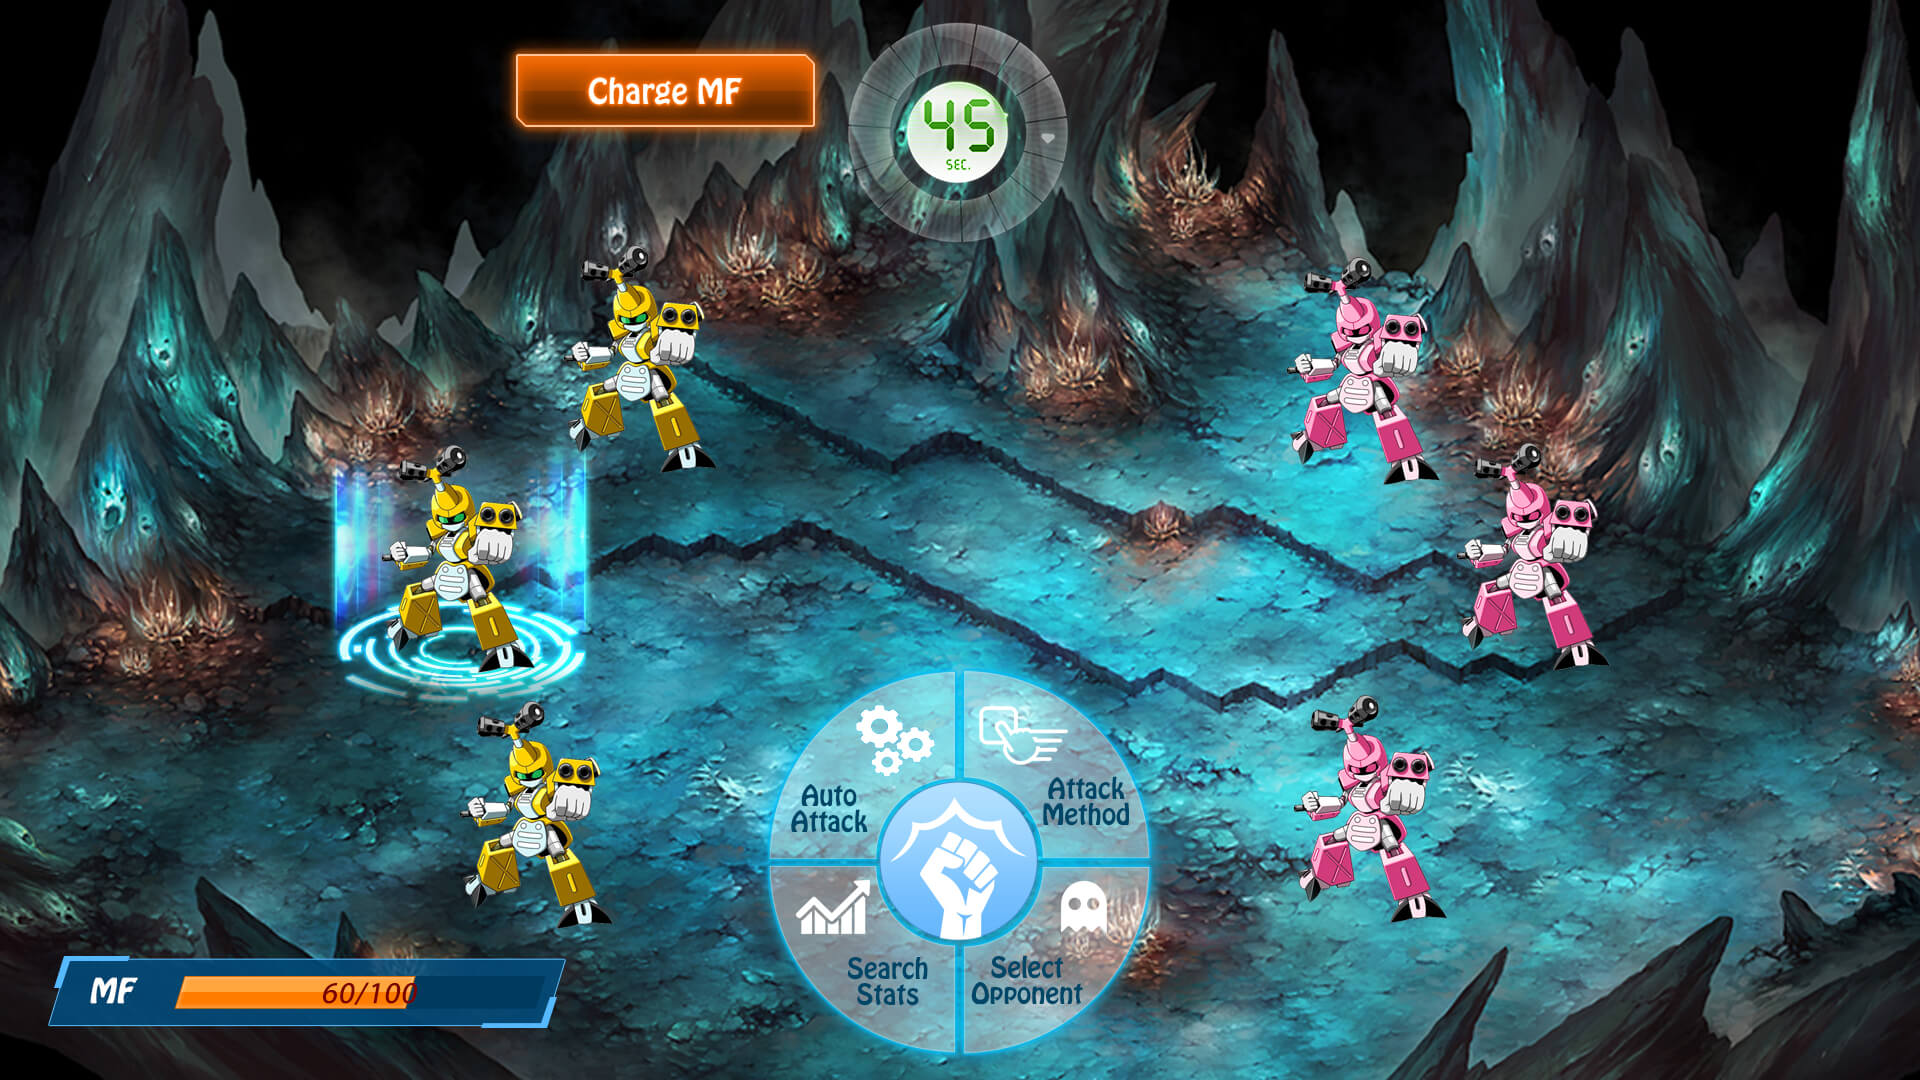 Charge MF
45
SEC.
Auto
Attack
Attack
Method
Search
Stats
Select
Opponent
MF
60/100